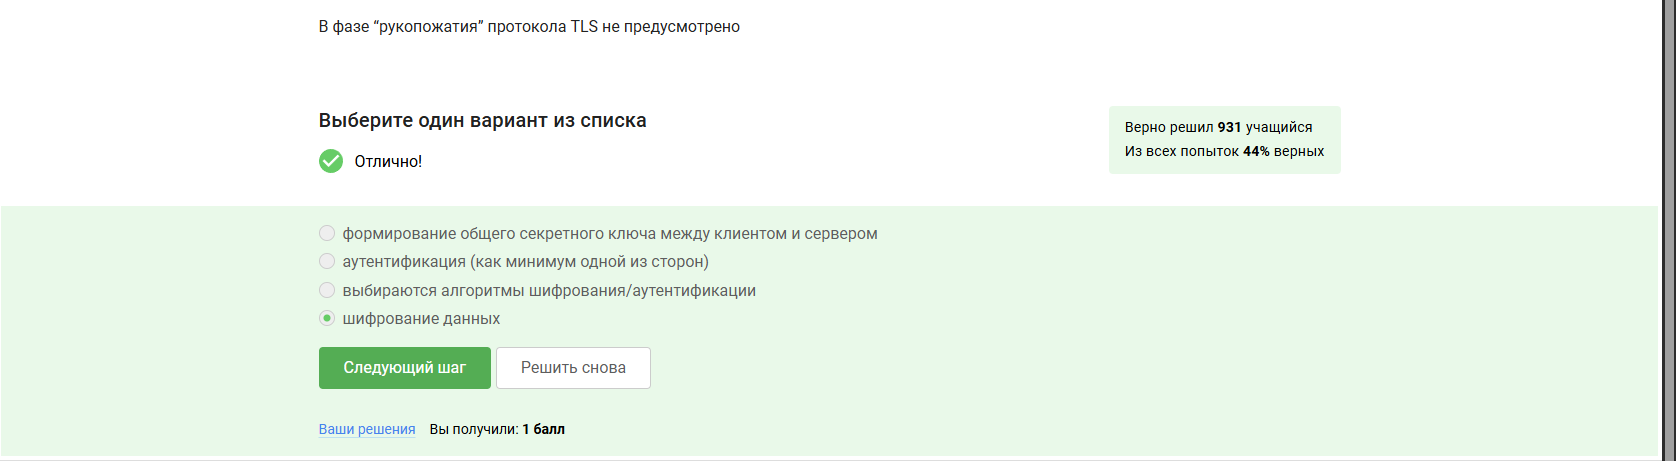 В фазе “рукопожатия” протокола TLS не предусмотрено
Выберите один вариант из списка
Верно решил 931 учащийся
Из всех попыток 44% верных
Отлично!
формирование общего секретного ключа между клиентом и сервером
аутентификация (как минимум одной из сторон)
выбираются алгоритмы шифрования/аутентификации
шифрование данных
Следующий шаг
Решить снова
Ваши решения Вы получили: 1 балл